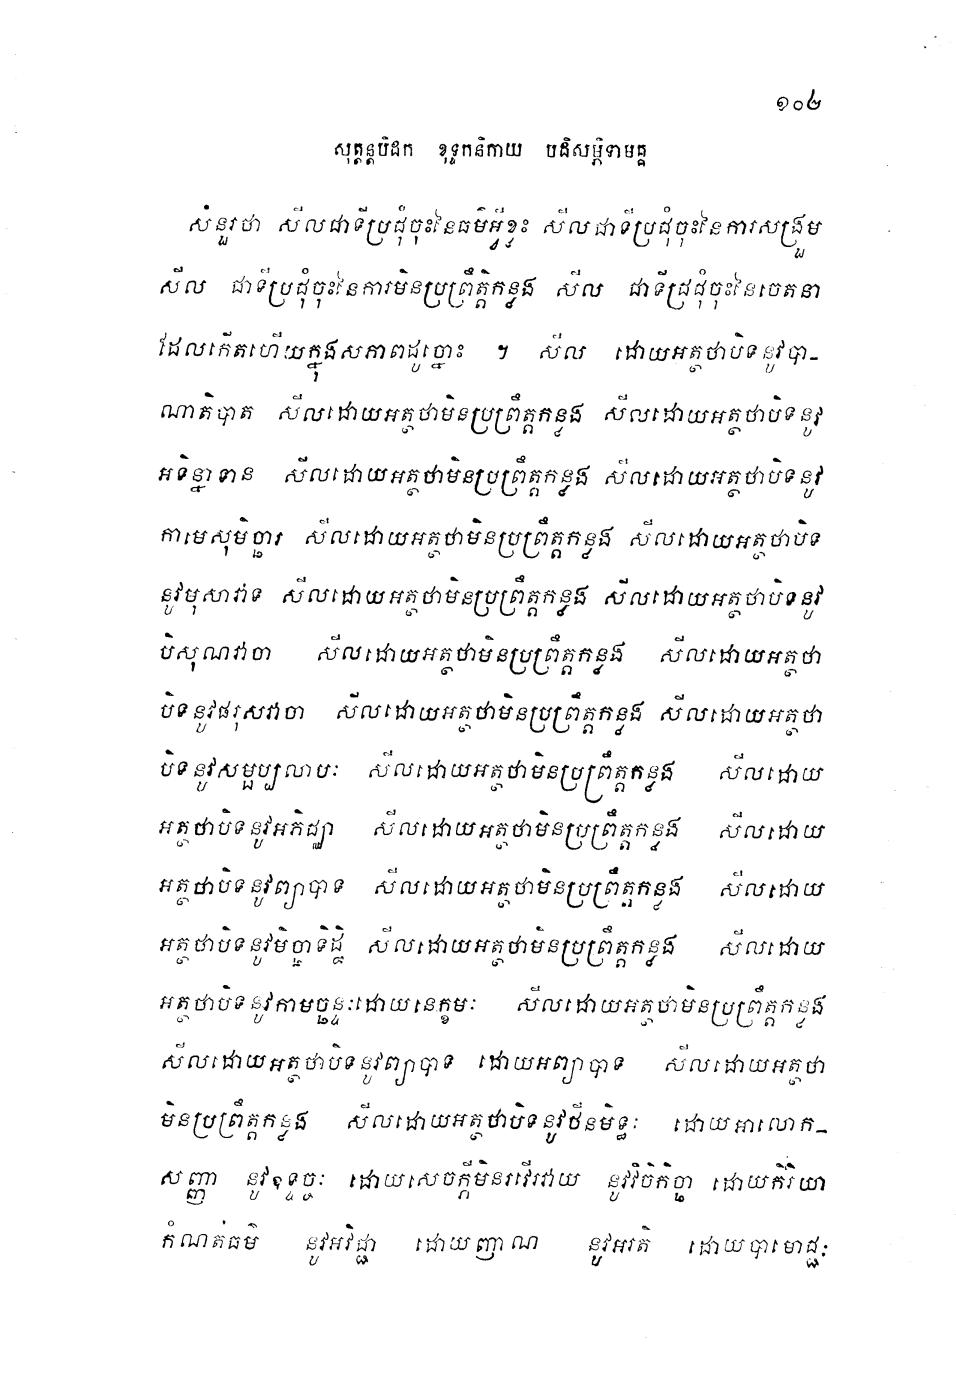 ១០២
សុត្តន្តបិដក ខុទ្ទកនិកាយ បដិសម្ភិទាមគ្គ
សំនួរថា សីលជាទីប្រជុំចុះនៃធម៌អ្វីខ្លះ សីលជាទីប្រជុំចុះនៃការសង្រួម
សីល ជាទីប្រជុំចុះនៃការមិនប្រព្រឹត្តិកន្លង សីល ជាទីជ្រជុំចុះនៃចេតនា
ដែលកើតហើយក្នុងសភាពដូច្នោះ ។ សីល ដោយអត្ថថាបិទនូវបា-
ណាតិបាត សីលដោយអត្ថថាមិនប្រព្រឹត្តកន្លង សីលដោយអត្ថថាបិទនូវ
អទិន្នាទាន សីលដោយអត្ថថាមិនប្រព្រឹត្តកន្លង សីលដោយអត្ថថាបិទនូវ
កាមេសុមិច្ឆារ សីលដោយអត្ថថាមិនប្រព្រឹត្តកន្លង សីលដោយអត្ថថាបិទ
នូវមុសាវាទ សីលដោយអត្ថថាមិនប្រព្រឹត្តកន្លង សីលដោយអត្ថថាបិទនូវ
បិសុណវាចា សីលដោយអត្ថថាមិនប្រព្រឹត្តកន្លង សីលដោយអត្ថថា
បិទនូវផរុសវាចា សីលដោយអត្ថថាមិនប្រព្រឹត្តកន្លង សីលដោយអត្ថថា
បិទនូវសម្ផប្បលាបៈ សីលដោយអត្ថថាមិនប្រព្រឹត្តកន្លង សីលដោយ
អត្ថថាបិទនូវអភិជ្ឈា សីលដោយអត្ថថាមិនប្រព្រឹត្តកន្លង សីលដោយ
អត្ថថាបិទនូវព្យាបាទ សីលដោយអត្ថថាមិនប្រព្រឹត្តកន្លង សីលដោយ
អត្ថថាបិទនូវមិច្ឆាទិដ្ឋិ សីលដោយអត្ថថាមិនប្រព្រឹត្តកន្លង សីលដោយ
អត្ថថាបិទនូវកាមច្ឆន្ទៈដោយនេក្ខមៈ សីលដោយអត្ថថាមិនប្រព្រឹត្តកន្លង
សីលដោយអត្ថថាបិទនូវព្យាបាទ ដោយអព្យាបាទ សីលដោយអត្ថថា
មិនប្រព្រឹត្តកន្លង សីលដោយអត្ថថាបិទនូវថីនមិទ្ធៈ ដោយអាលោក-
សញ្ញា នូវឧទ្ធច្ចៈ ដោយសេចក្តីមិនរវើរវាយ នូវវិចិកិច្ឆា ដោយកិរិយា
កំណត់ធម៌ នូវអវិជ្ជា ដោយញាណ នូវអរតិ ដោយបាមោជ្ជៈ